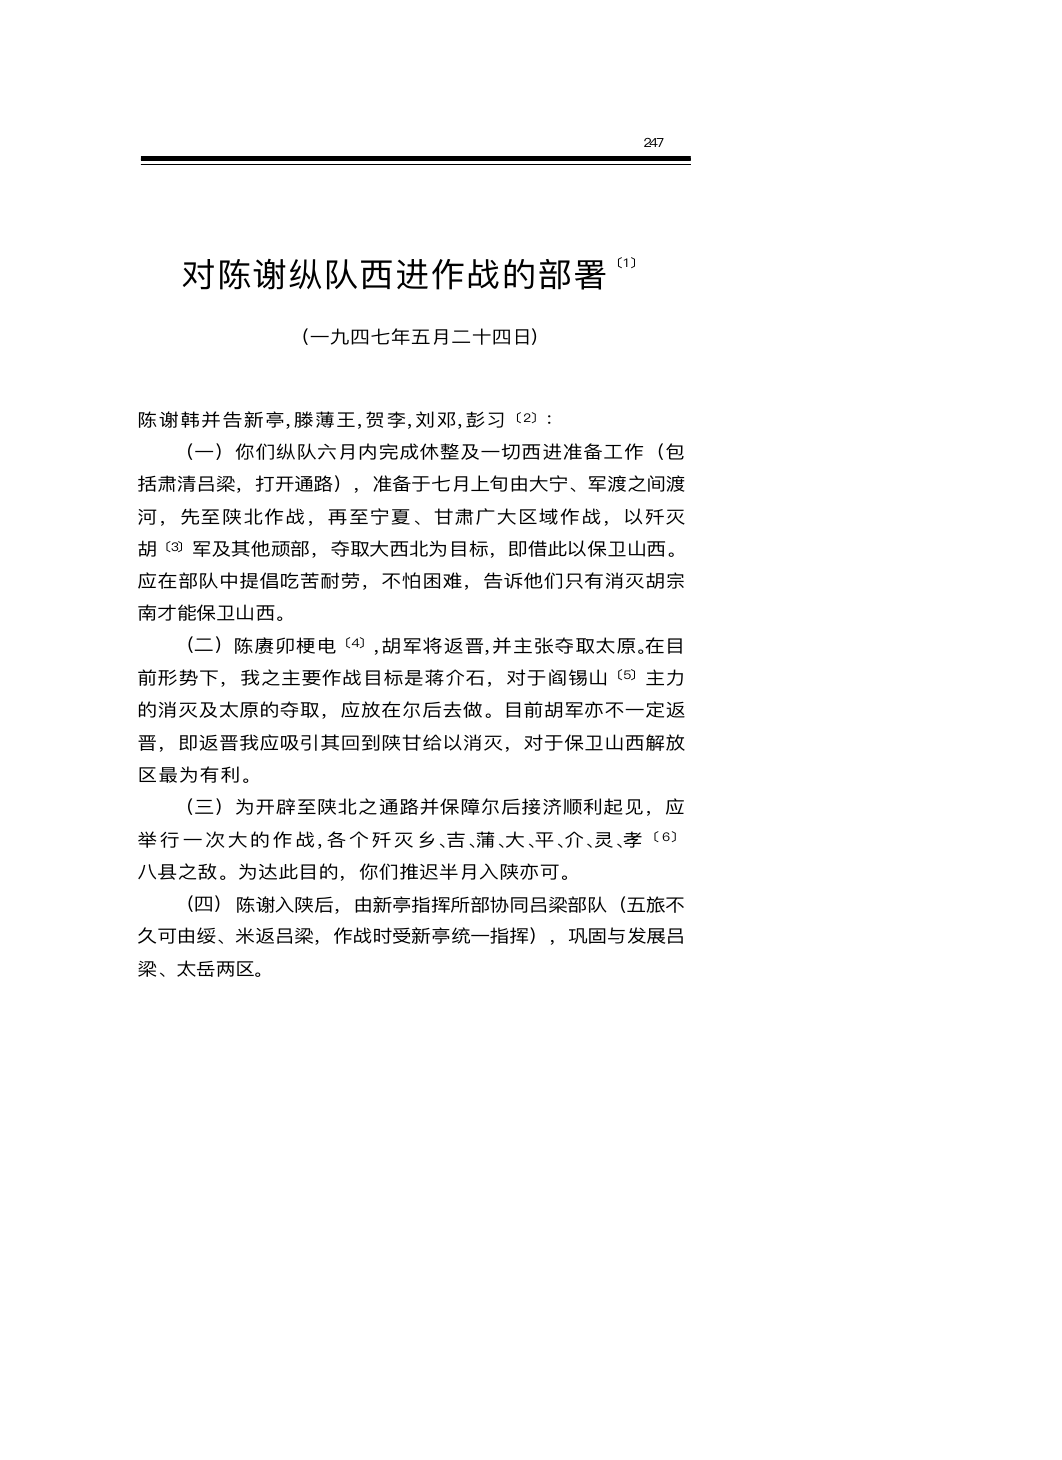 247
对陈谢纵队西进作战的部署〔1〕
(一九四七年五月二十四日)
陈谢韩并告新亭,滕薄王,贺李,刘邓,彭习〔2〕：
（一）你们纵队六月内完成休整及一切西进准备工作（包
括肃清吕梁，打开通路），准备于七月上旬由大宁、军渡之间渡
河，先至陕北作战，再至宁夏、甘肃广大区域作战，以歼灭
胡〔3〕军及其他顽部，夺取大西北为目标，即借此以保卫山西。
应在部队中提倡吃苦耐劳，不怕困难，告诉他们只有消灭胡宗
南才能保卫山西。
（二）陈赓卯梗电〔4〕,胡军将返晋,并主张夺取太原。在目
前形势下，我之主要作战目标是蒋介石，对于阎锡山〔5〕主力
的消灭及太原的夺取，应放在尔后去做。目前胡军亦不一定返
晋，即返晋我应吸引其回到陕甘给以消灭，对于保卫山西解放
区最为有利。
（三）为开辟至陕北之通路并保障尔后接济顺利起见，应
举行一次大的作战,各个歼灭乡、吉、蒲、大、平、介、灵、孝〔6〕
八县之敌。为达此目的，你们推迟半月入陕亦可。
（四）陈谢入陕后，由新亭指挥所部协同吕梁部队（五旅不
久可由绥、米返吕梁，作战时受新亭统一指挥），巩固与发展吕
梁、太岳两区。